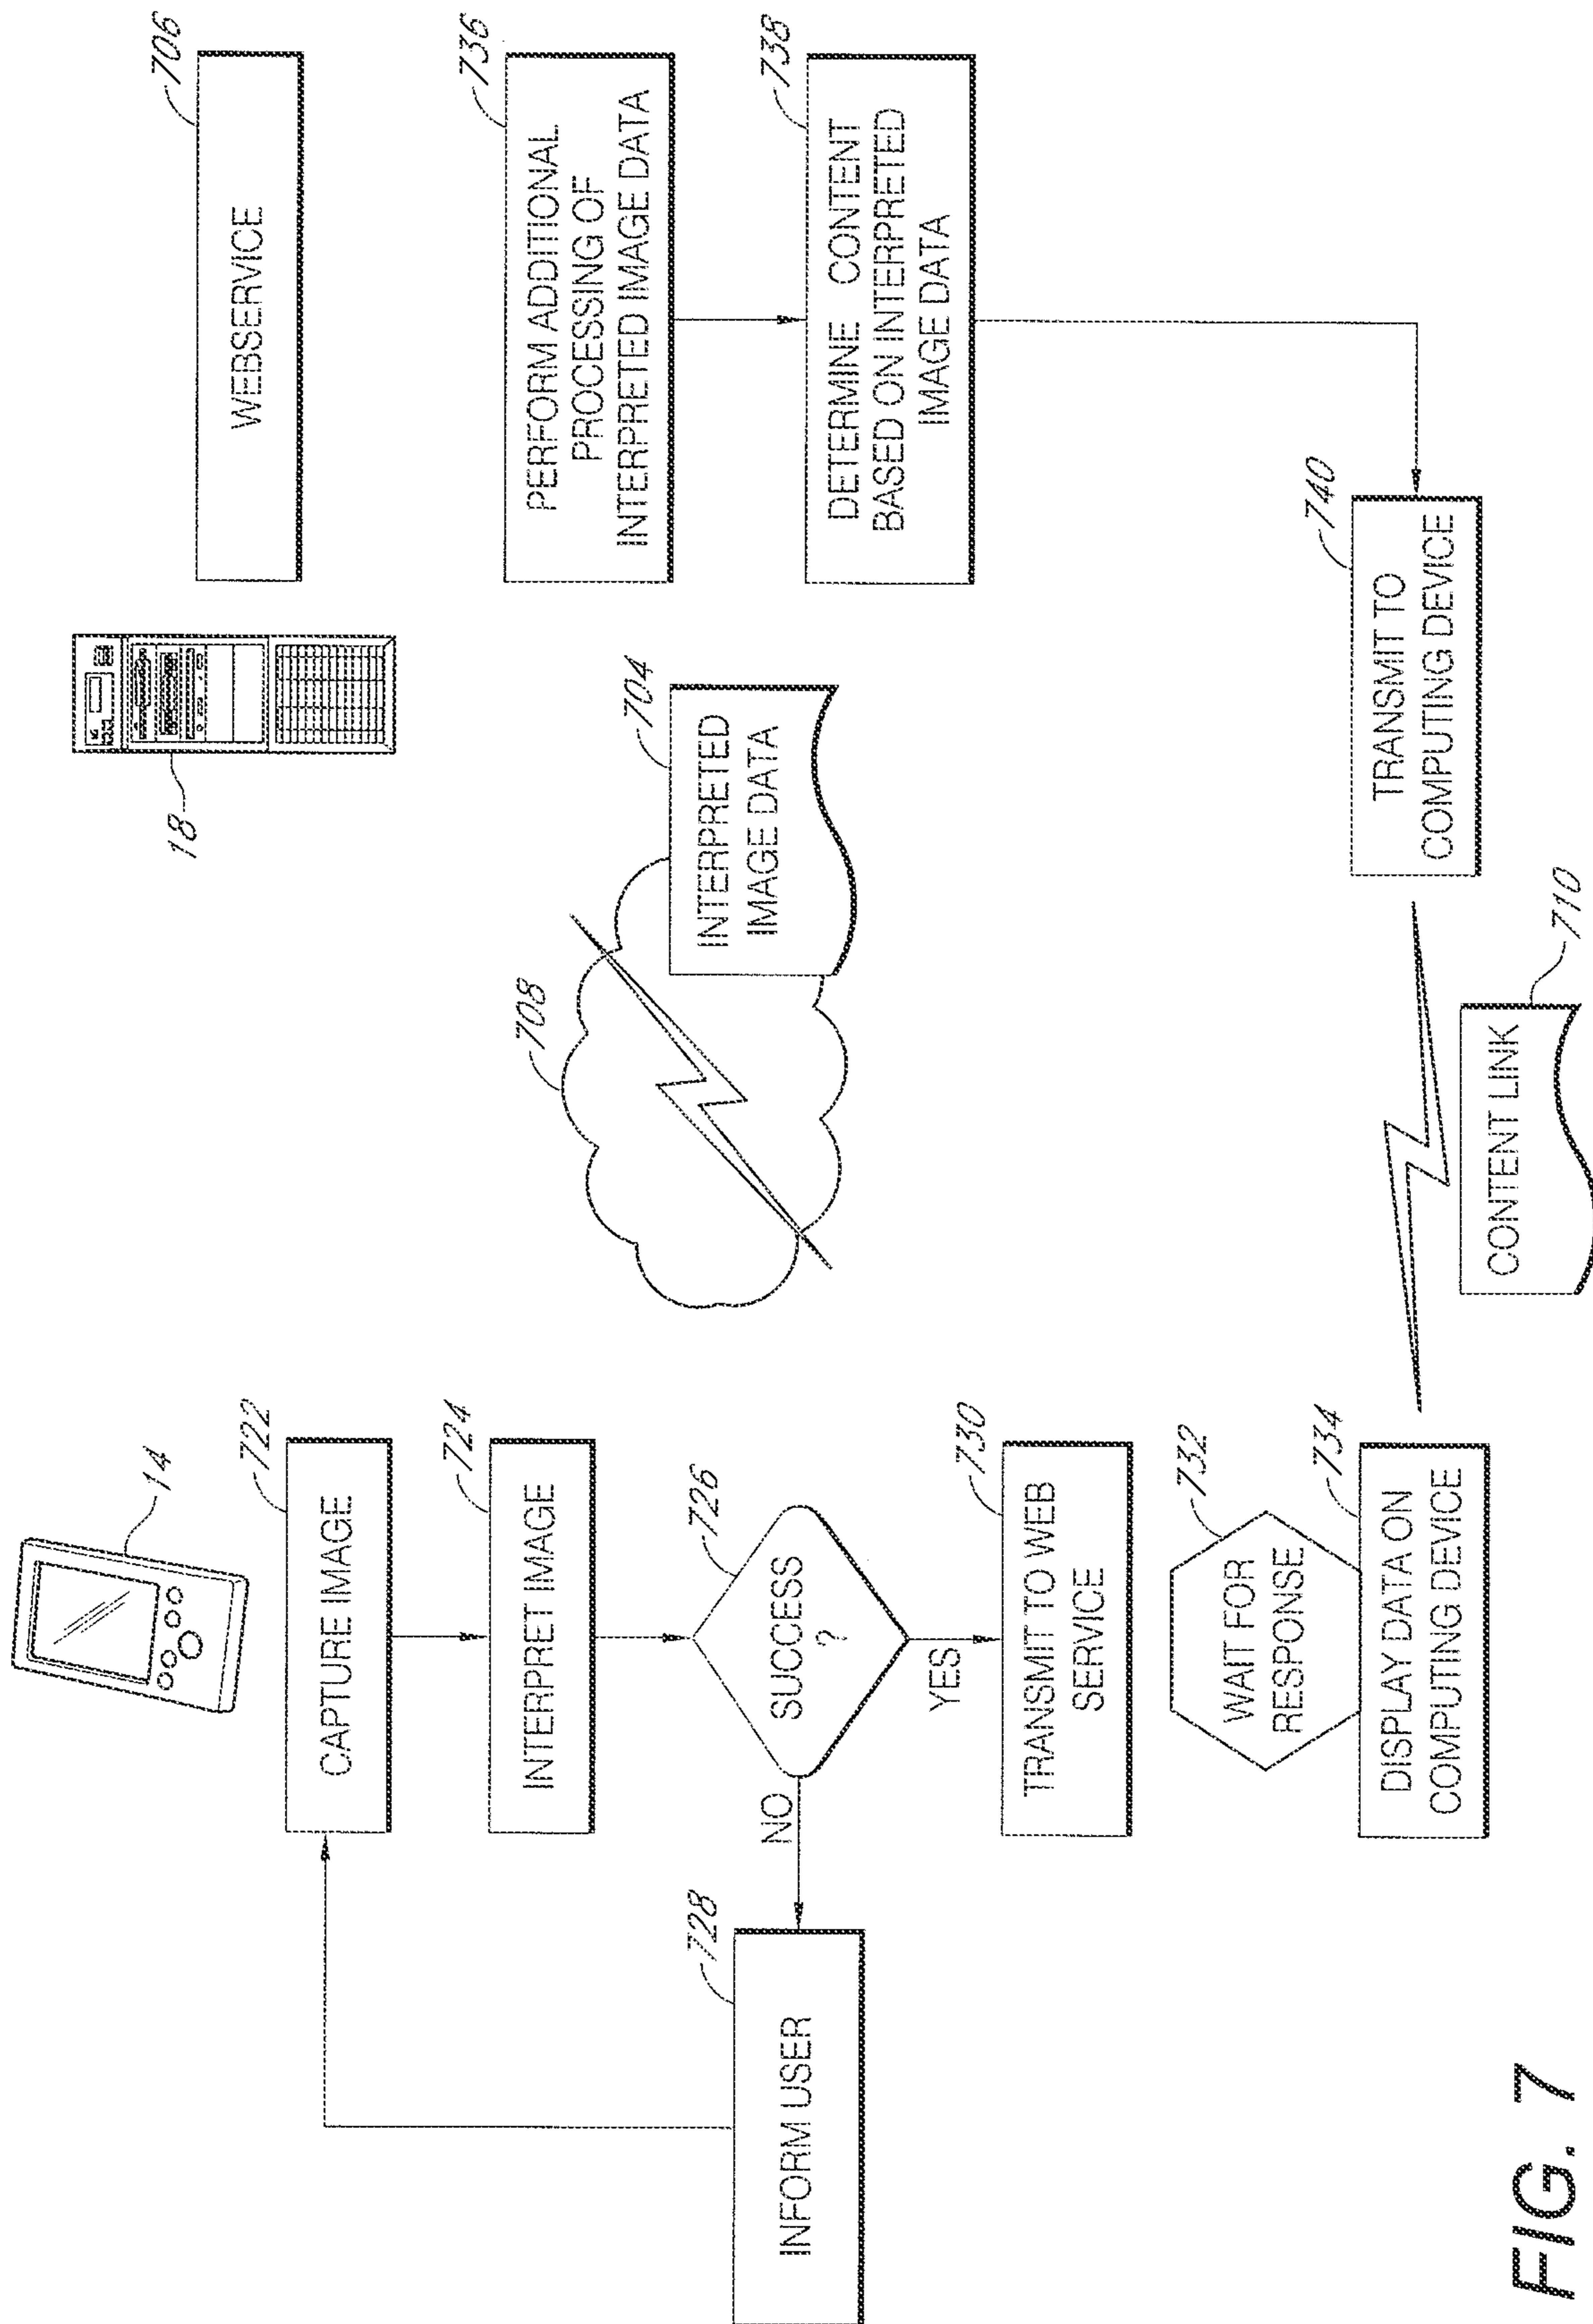 14
722
CAPTURE IMAGE
724
INTERPRET IMAGE
726
SUCCESS
?
NO
YES
728
INFORM USER
730
TRANSMIT TO WEB
SERVICE
732
WAIT FOR
RESPONSE
734
DISPLAY DATA ON
COMPUTING DEVICE
708
704
INTERPRETED
IMAGE DATA
18
706
WEBSERVICE
736
PERFORM ADDITIONAL
PROCESSING OF
INTERPRETED IMAGE DATA
738
DETERMINE CONTENT
BASED ON INTERPRETED
IMAGE DATA
740
TRANSMIT TO
COMPUTING DEVICE
710
CONTENT LINK
FIG. 7